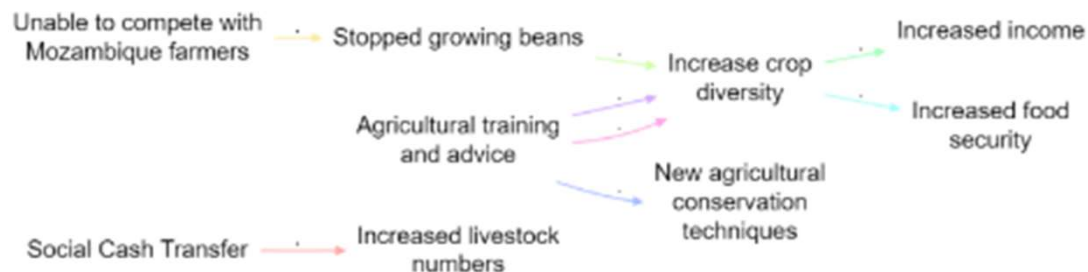 Unable to compete with
Mozambique farmers
Stopped growing beans
Increase crop
diversity
Increased income
Increased food
security
Agricultural training
and advice
New agricultural
conservation
techniques
Social Cash Transfer
Increased livestock
numbers